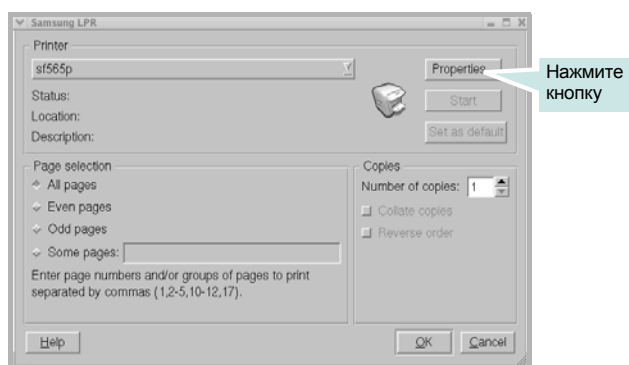 Samsung LPR
Printer
sf565p
Properties
Status:
Start
Location:
Set as default
Description:
Нажмите
кнопку
Page selection
All pages
Even pages
Odd pages
Some pages:
Enter page numbers and/or groups of pages to print
separated by commas (1,2-5,10-12,17).
Copies
Number of copies: 1
Collate copies
Reverse order
Help
OK
Cancel